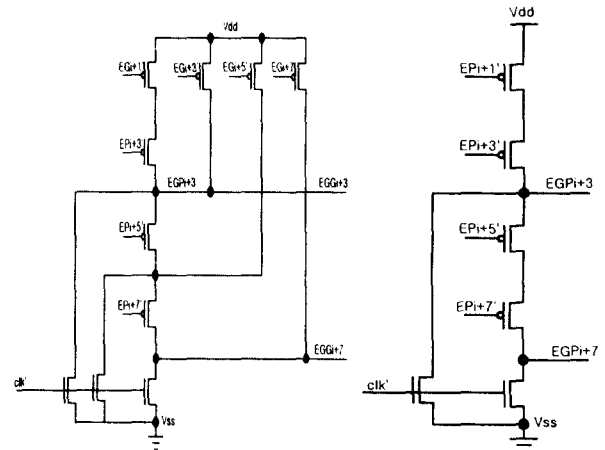 Vdd
EGi+1'
EGi+3'
EGi+5'
EGi+7'
EPi+3'
EGPi+3
EGGi+3
EPi+5'
EPi+7'
EGGi+7
clk'
Vss
Vdd
EPi+1'
EPi+3'
EGPi+3
EPi+5'
EPi+7'
EGPi+7
clk'
Vss